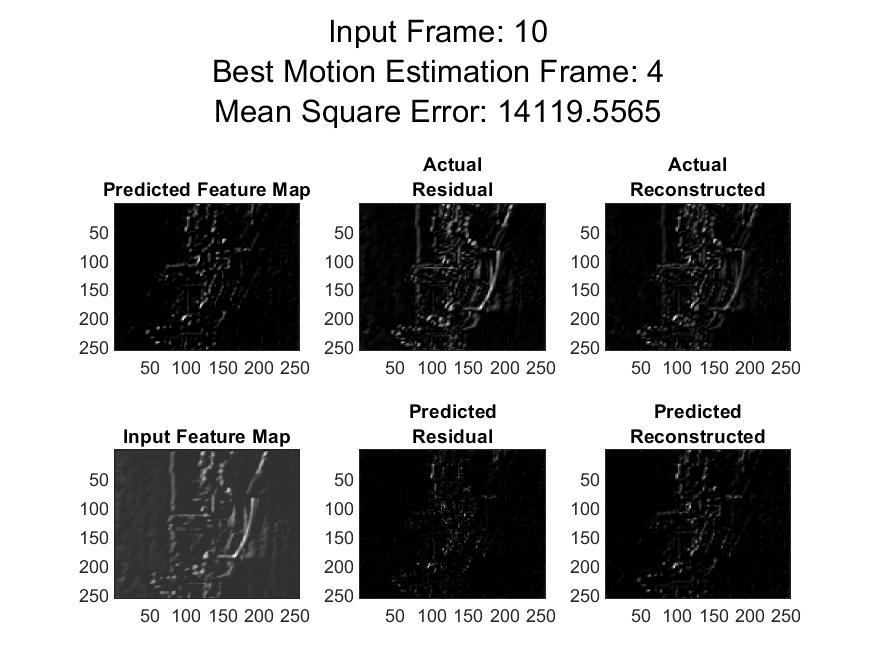 Input Frame: 10
Best Motion Estimation Frame: 4
Mean Square Error: 14119.5565
Predicted Feature Map
50
100
150
200
250
50 100 150 200 250
Actual
Residual
50
100
150
200
250
50 100 150 200 250
Actual
Reconstructed
50
100
150
200
250
50 100 150 200 250
Input Feature Map
50
100
150
200
250
50 100 150 200 250
Predicted
Residual
50
100
150
200
250
50 100 150 200 250
Predicted
Reconstructed
50
100
150
200
250
50 100 150 200 250